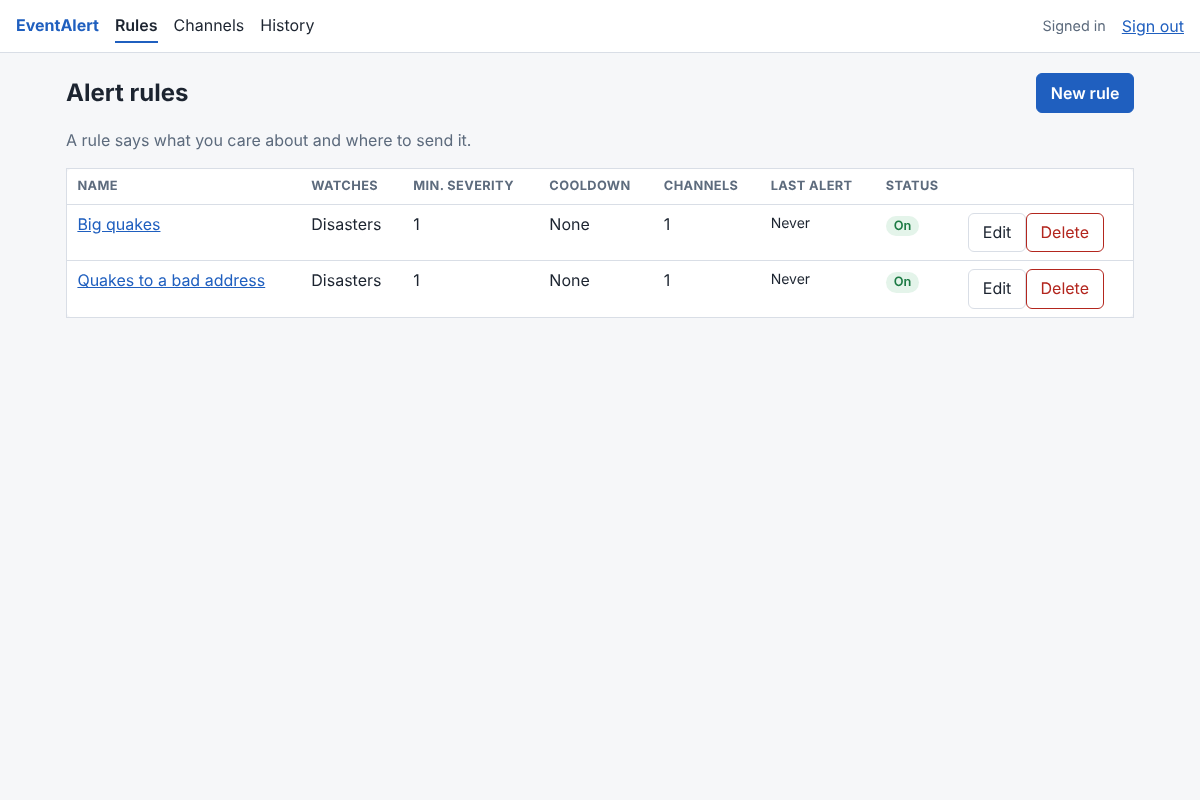 EventAlert Rules Channels History Signed in Sign out
Alert rules New rule
A rule says what you care about and where to send it.
NAME WATCHES MIN. SEVERITY COOLDOWN CHANNELS LAST ALERT STATUS
Big quakes Disasters 1 None 1 Never On Edit Delete
Quakes to a bad address Disasters 1 None 1 Never On Edit Delete